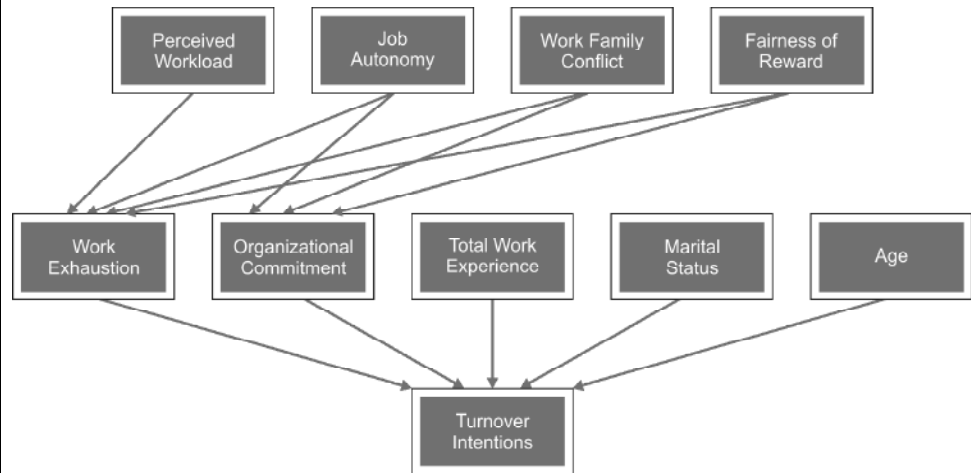 Perceived
Workload
Job
Autonomy
Work Family
Conflict
Fairness of
Reward
Work
Exhaustion
Organizational
Commitment
Total Work
Experience
Marital
Status
Age
Turnover
Intentions